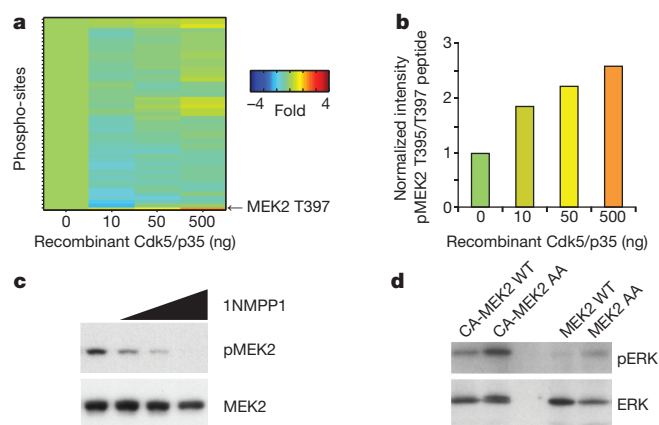 a
Phospho-sites
−4 4
Fold
← MEK2 T397
0 10 50 500
Recombinant Cdk5/p35 (ng)
b
Normalized intensity
pMEK2 T395/T397 peptide
3
2
1
0
0 10 50 500
Recombinant Cdk5/p35 (ng)
c
1NMPP1
pMEK2
MEK2
d
CA-MEK2 WT
CA-MEK2 AA
MEK2 WT
MEK2 AA
pERK
ERK